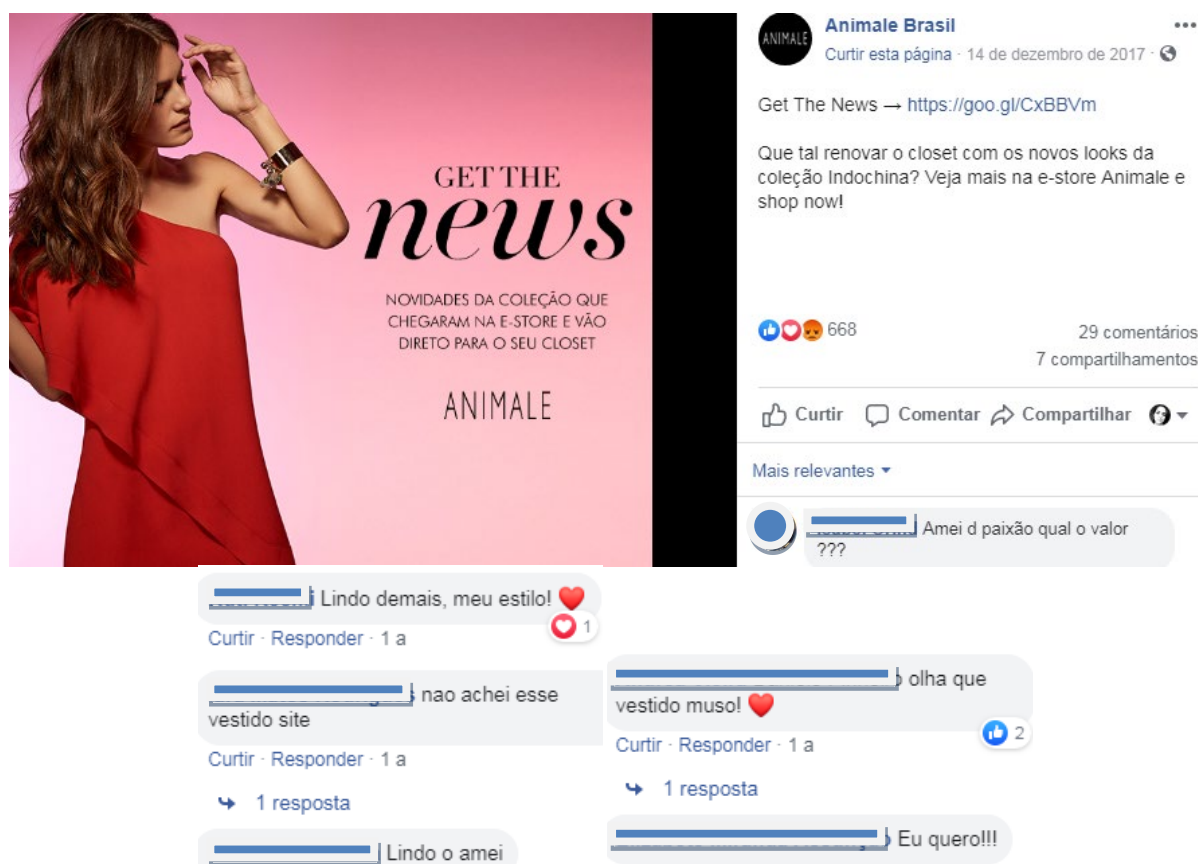 GET THE
news
NOVIDADES DA COLEÇÃO QUE
CHEGARAM NA E-STORE E VÃO
DIRETO PARA O SEU CLOSET
ANIMALE
ANIMALE
Animale Brasil
Curtir esta página · 14 de dezembro de 2017 ·
Get The News → https://goo.gl/CxBBVm
Que tal renovar o closet com os novos looks da
coleção Indochina? Veja mais na e-store Animale e
shop now!
668
29 comentários
7 compartilhamentos
Curtir Comentar Compartilhar
Mais relevantes
Amei d paixão qual o valor
???
Lindo demais, meu estilo! ❤
1
Curtir · Responder · 1 a
nao achei esse
vestido site
Curtir · Responder · 1 a
1 resposta
Lindo o amei
olha que
vestido muso! ❤
2
Curtir · Responder · 1 a
1 resposta
Eu quero!!!